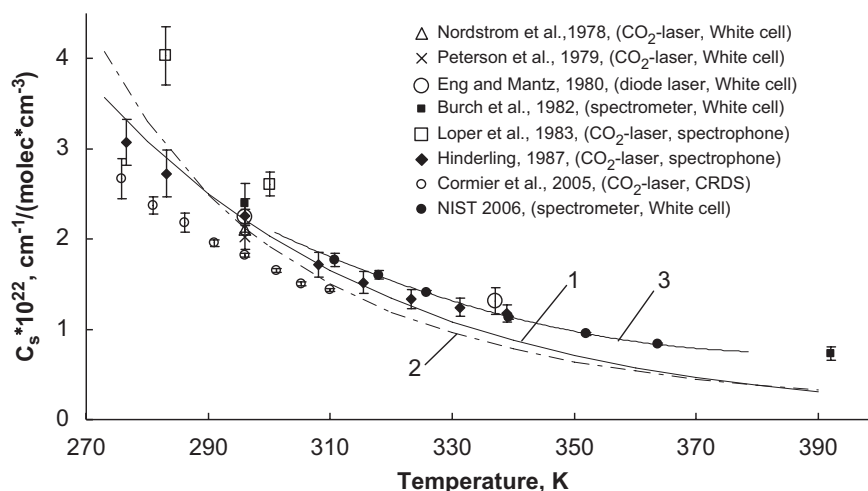 4
3
2
1
0
C_s*10^22, cm^-1/(molec*cm^-3)
Nordstrom et al.,1978, (CO2-laser, White cell)
Peterson et al., 1979, (CO2-laser, White cell)
Eng and Mantz, 1980, (diode laser, White cell)
Burch et al., 1982, (spectrometer, White cell)
Loper et al., 1983, (CO2-laser, spectrophone)
Hinderling, 1987, (CO2-laser, spectrophone)
Cormier et al., 2005, (CO2-laser, CRDS)
NIST 2006, (spectrometer, White cell)
1
3
2
270 290 310 330 350 370 390
Temperature, K